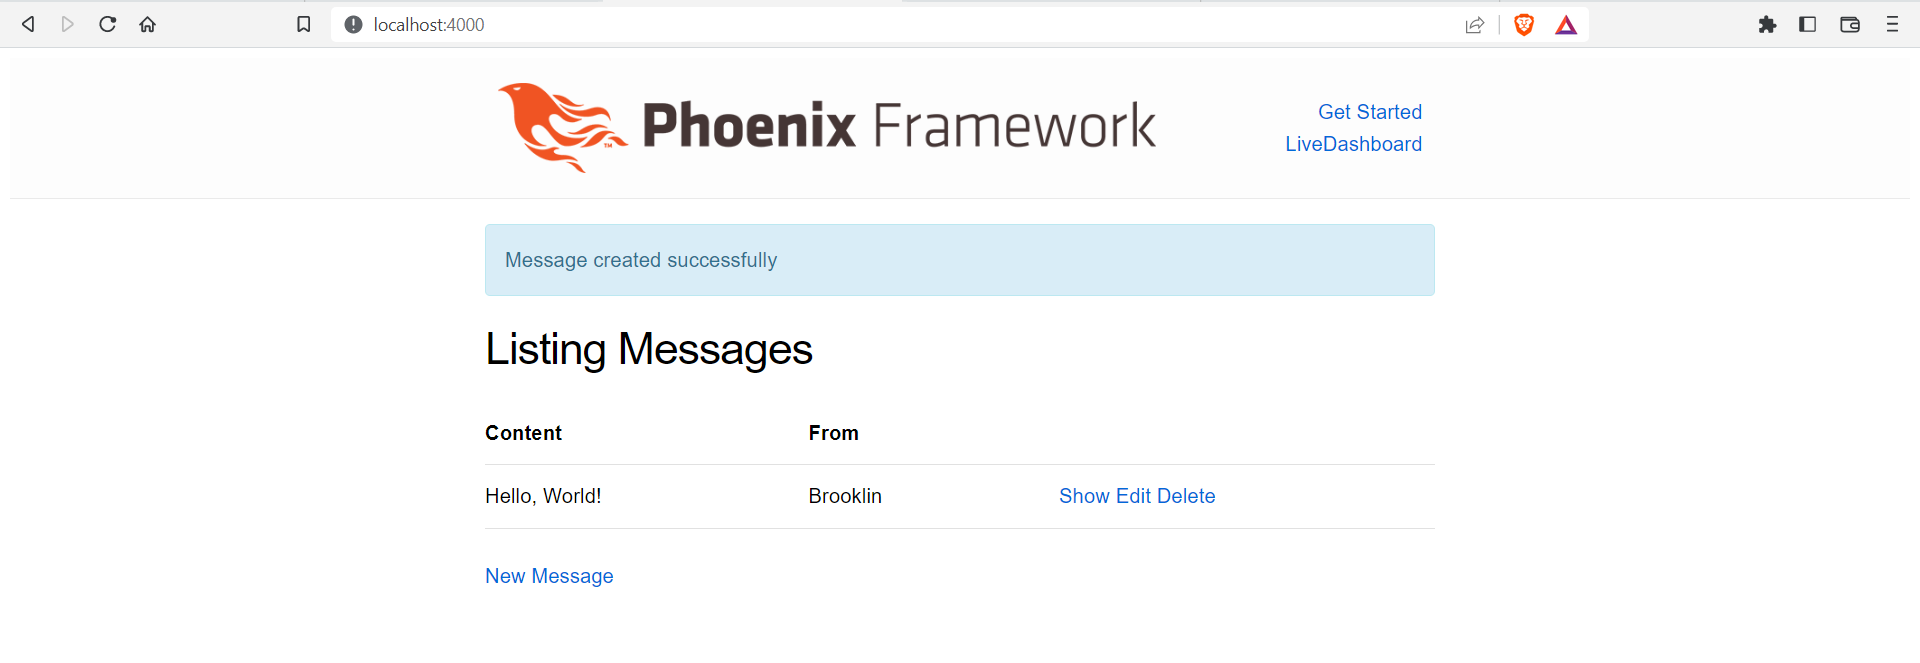 localhost:4000
Phoenix Framework
TM
Get Started
LiveDashboard
Message created successfully
Listing Messages
Content From
Hello, World! Brooklin Show Edit Delete
New Message